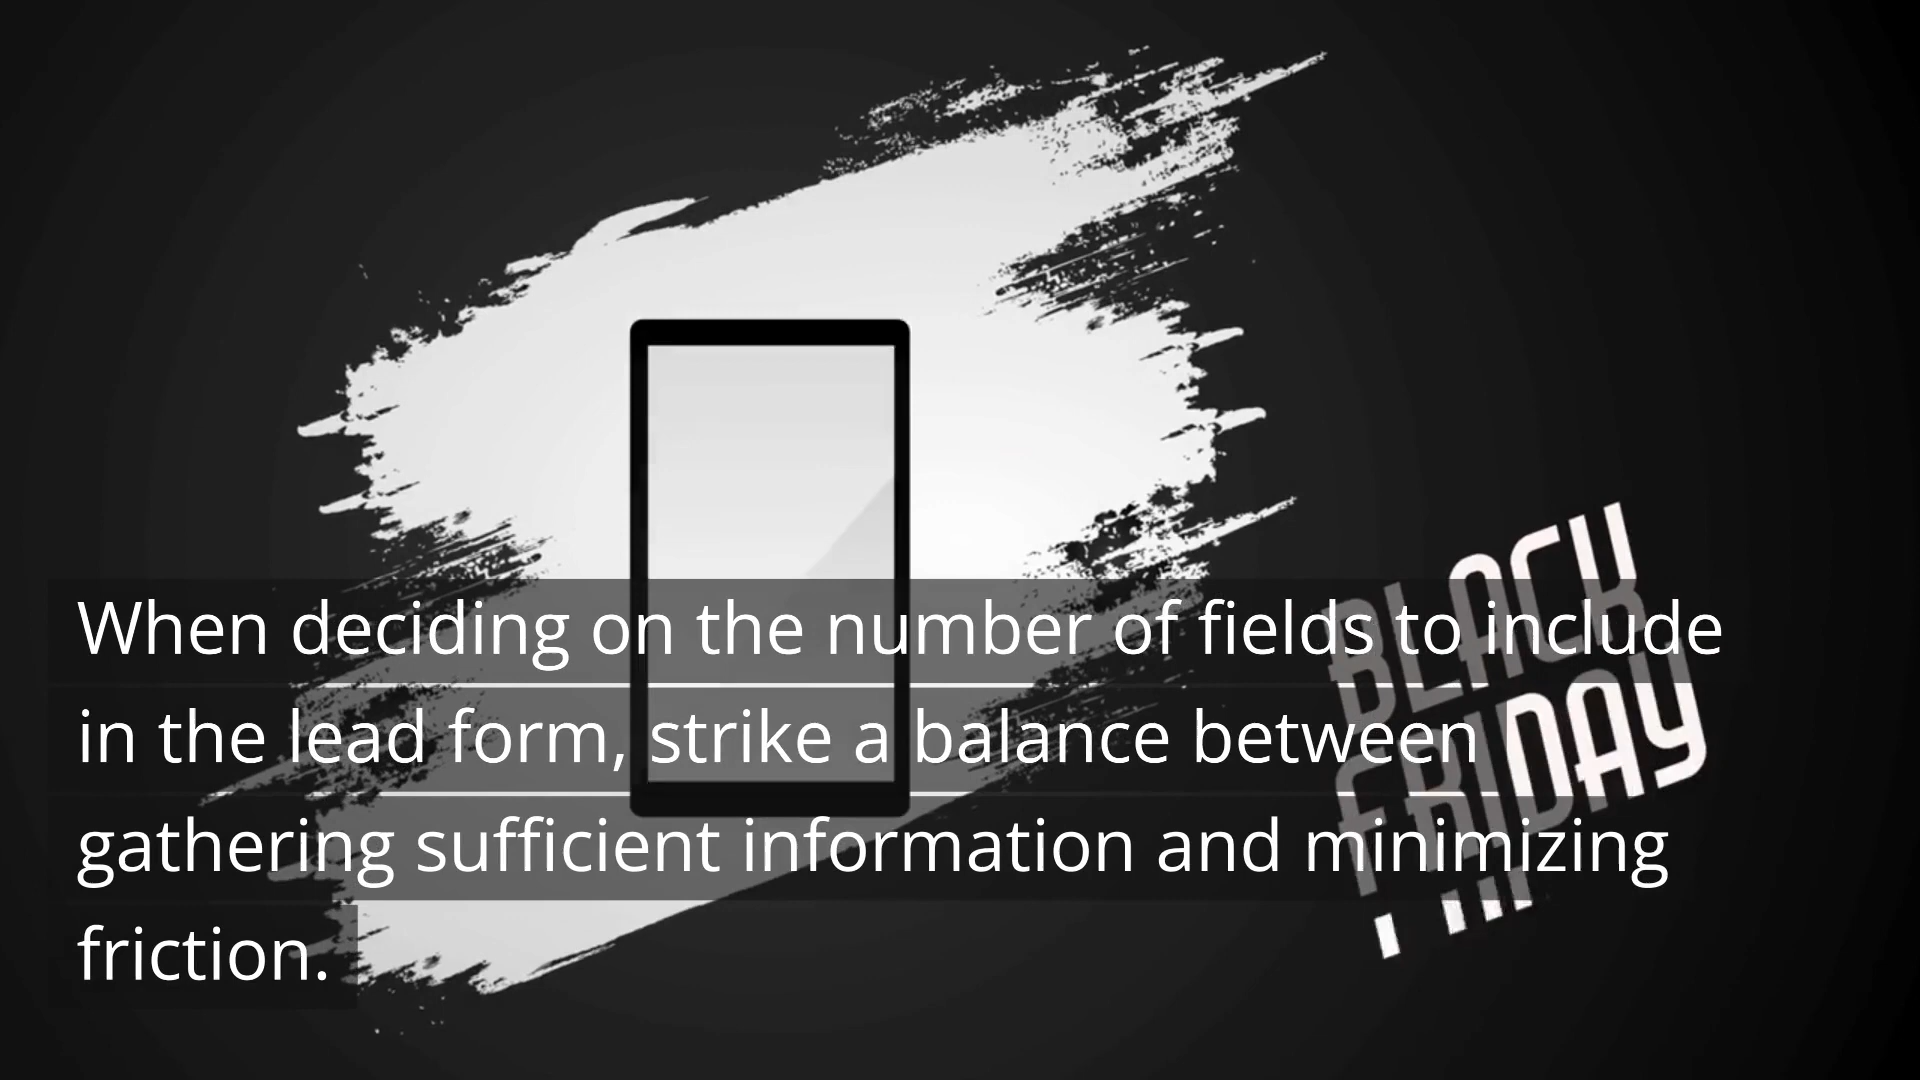 When deciding on the number of fields to include
in the lead form, strike a balance between
gathering sufficient information and minimizing
friction.
BLACK
FRIDAY